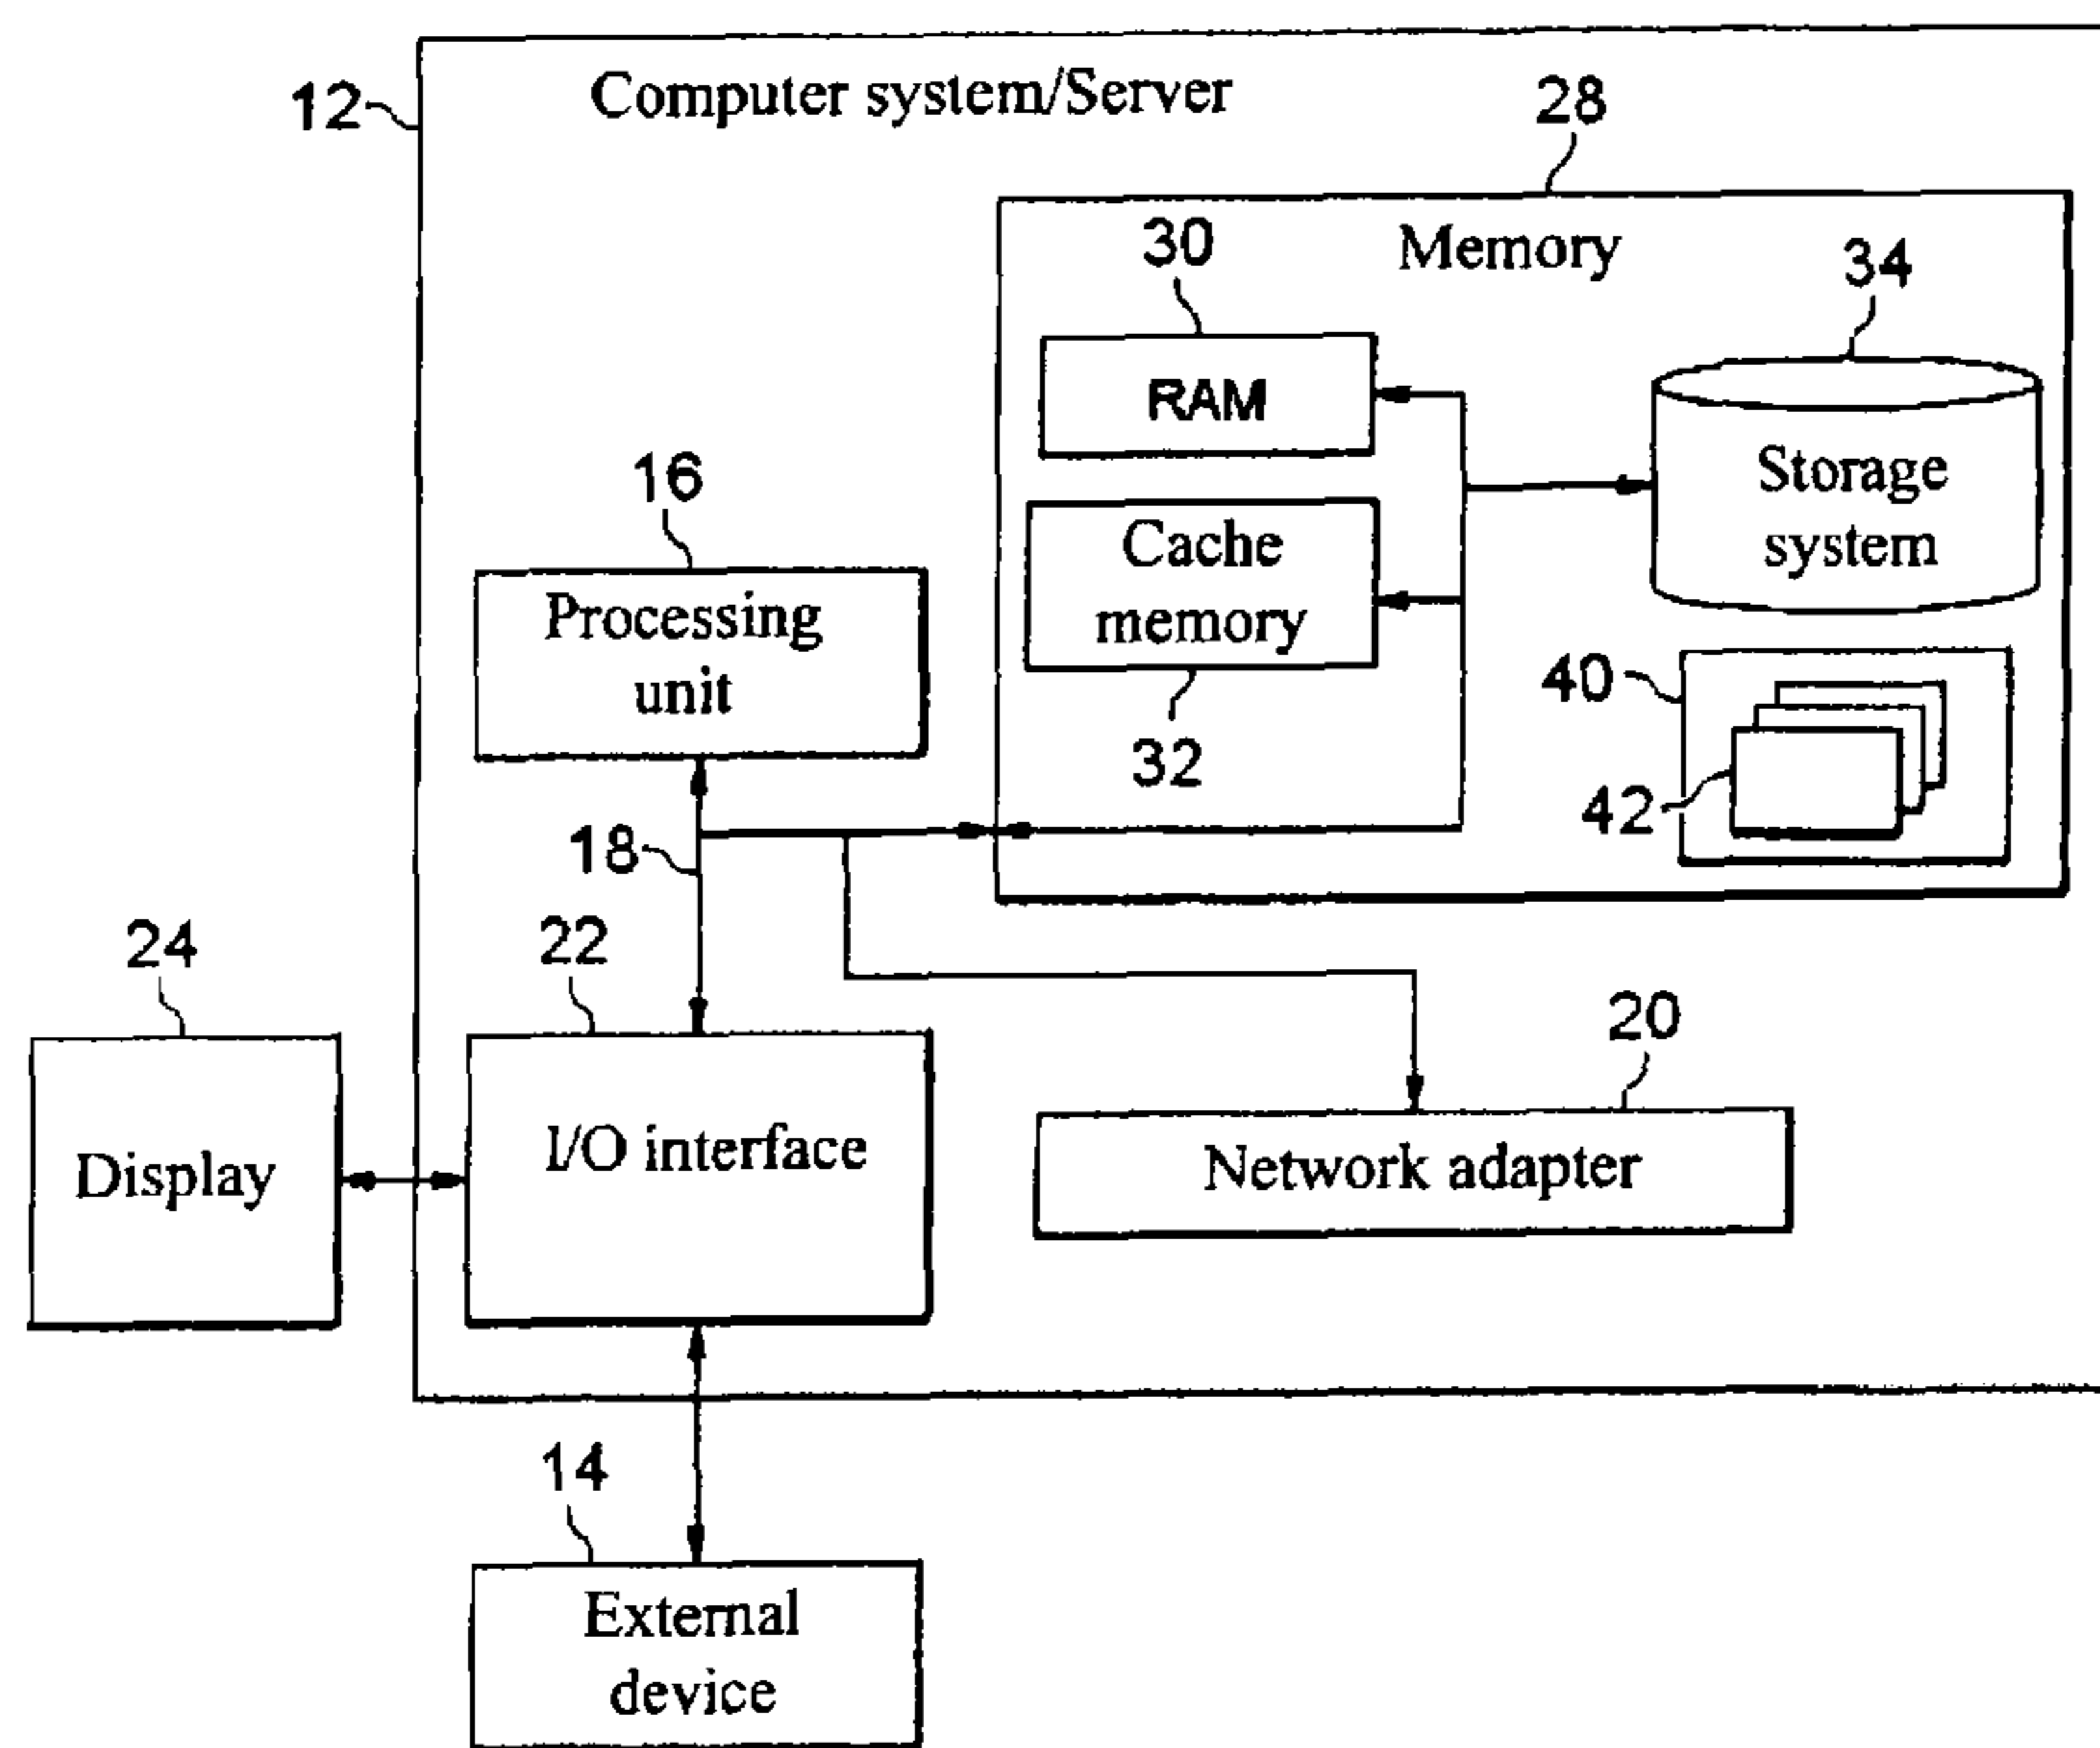 12
Computer system/Server
28
Memory
30
34
RAM
Storage
system
16
Processing
unit
Cache
memory
32
40
42
18
24
22
20
Display
I/O interface
Network adapter
14
External
device